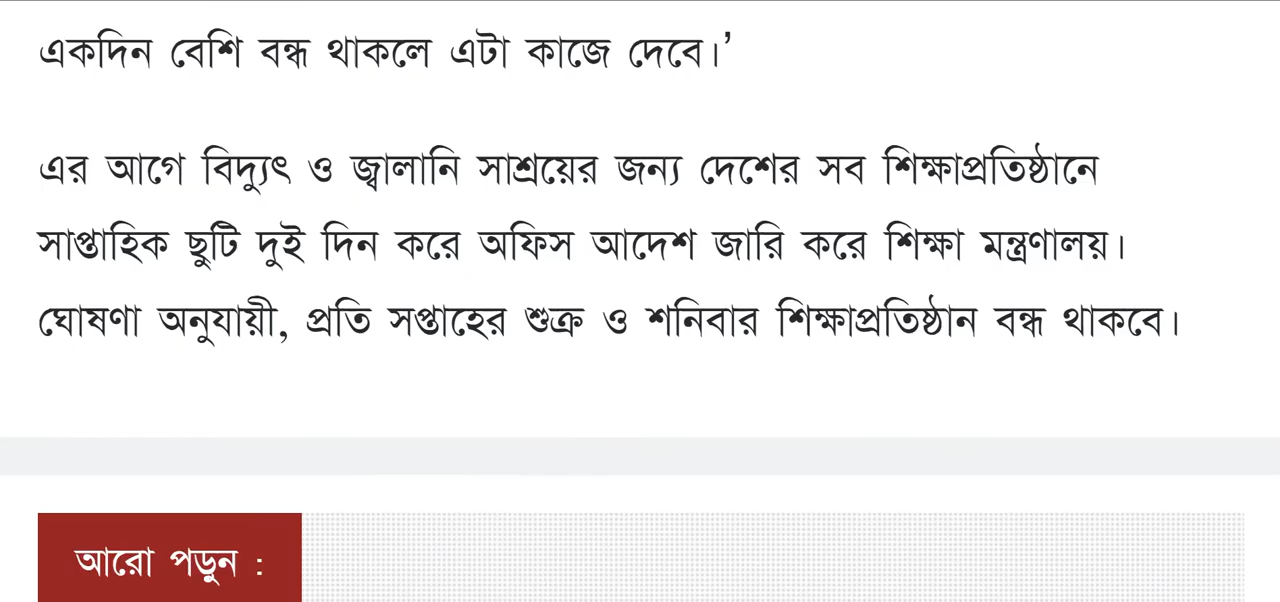 একদিন বেশি বন্ধ থাকলে এটা কাজে দেবে।’
এর আগে বিদ্যুৎ ও জ্বালানি সাশ্রয়ের জন্য দেশের সব শিক্ষাপ্রতিষ্ঠানে
সাপ্তাহিক ছুটি দুই দিন করে অফিস আদেশ জারি করে শিক্ষা মন্ত্রণালয়।
ঘোষণা অনুযায়ী, প্রতি সপ্তাহের শুক্র ও শনিবার শিক্ষাপ্রতিষ্ঠান বন্ধ থাকবে।
আরো পড়ুন :